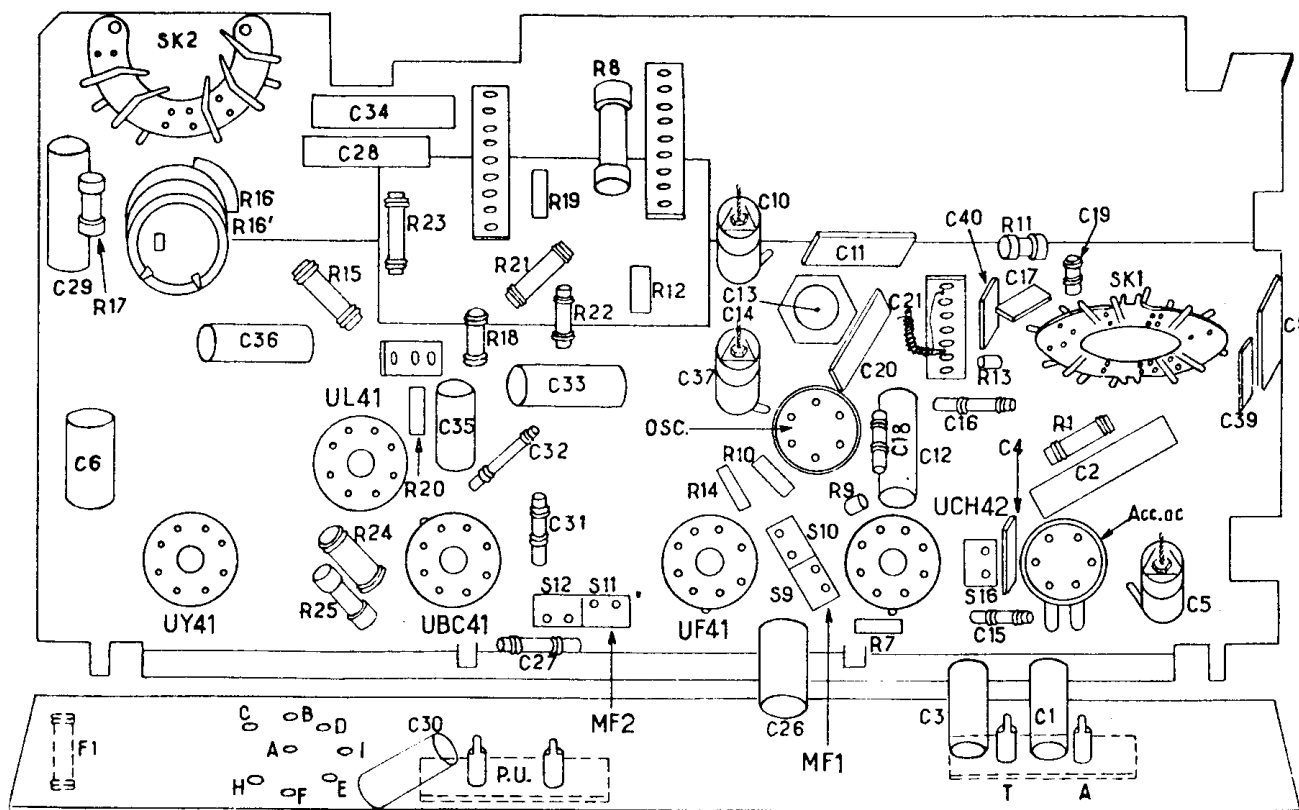 SK2
R8
C34
C28
R16
R16'
R23
R19
C10
C40
R11
C19
C11
C29
R17
R15
R21
R12
C13
C21
C17
SK1
R22
C14
C36
R18
C37
C20
R13
C33
C39
UL41
C35
OSC.
C16
R1
C6
C32
R10
C18
C12
C4
C2
R20
R14
R9
UCH42
Acc.oc
R24
C31
S10
S12
S11
S9
S16
R25
C5
UY41
UBC41
UF41
R7
C15
C27
C
B
D
C30
MF2
C26
MF1
C3
C1
F1
A
I
P.U.
H
F
E
T
A